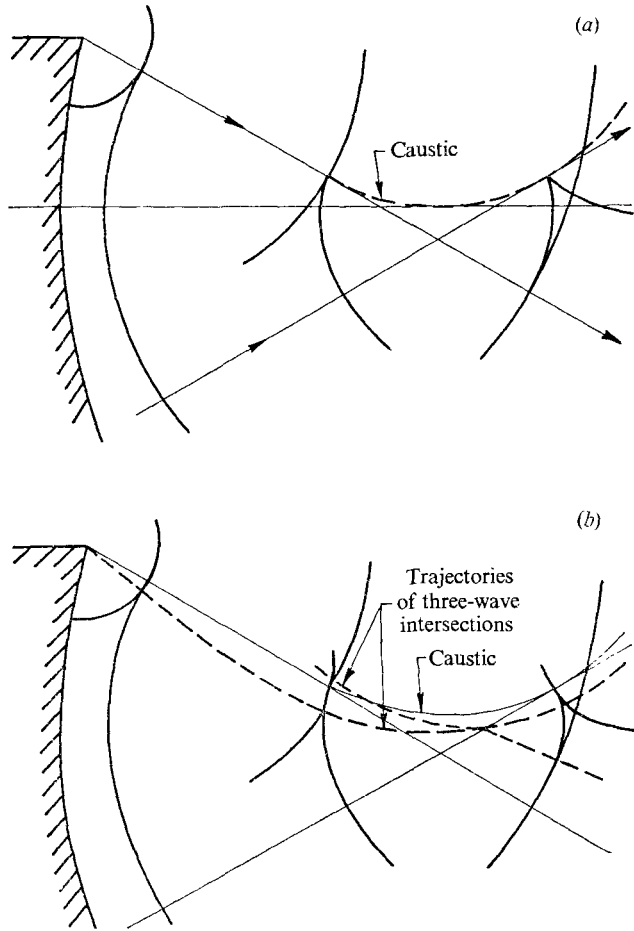 (a)
Caustic
(b)
Trajectories
of three-wave
intersections
Caustic